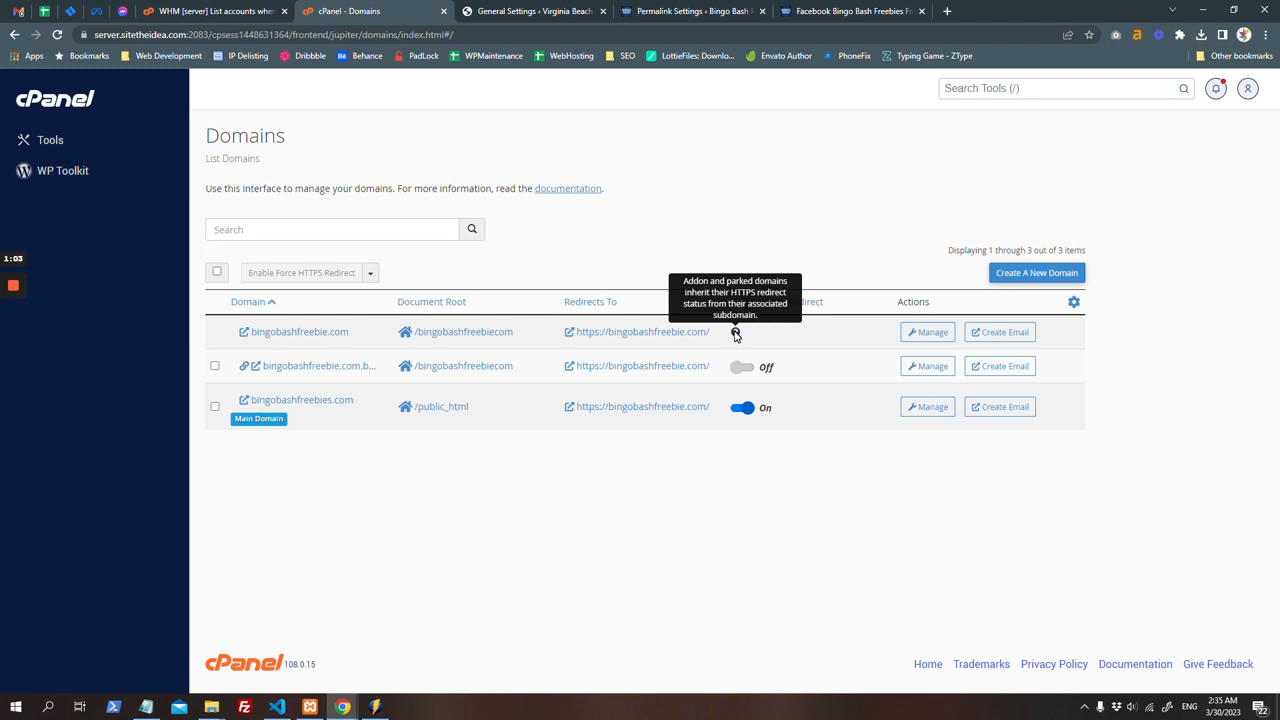 WHM [server] List accounts when
cPanel - Domains
General Settings ‹ Virginia Beach
Permalink Settings ‹ Bingo Bash F
Facebook Bingo Bash Freebies Fr
server.sitetheidea.com:2083/cpsess1448631364/frontend/jupiter/domains/index.html#/
Apps
Bookmarks
Web Development
IP Delisting
Dribbble
Behance
PadLock
WPMaintenance
WebHosting
SEO
LottieFiles: Downlo...
Envato Author
PhoneFix
Typing Game - ZType
Other bookmarks
cPanel
Search Tools (/)
Tools
WP Toolkit
Domains
List Domains
Use this interface to manage your domains. For more information, read the documentation.
Search
1:03
Displaying 1 through 3 out of 3 items
Enable Force HTTPS Redirect
Create A New Domain
Addon and parked domains
inherit their HTTPS redirect
status from their associated
subdomain.
Domain
Document Root
Redirects To
direct
Actions
bingobashfreebie.com
/bingobashfreebiecom
https://bingobashfreebie.com/
Manage
Create Email
bingobashfreebie.com.b...
/bingobashfreebiecom
https://bingobashfreebie.com/
Off
Manage
Create Email
bingobashfreebies.com
Main Domain
/public_html
https://bingobashfreebie.com/
On
Manage
Create Email
cPanel 108.0.15
Home
Trademarks
Privacy Policy
Documentation
Give Feedback
ENG
2:35 AM
3/30/2023
22